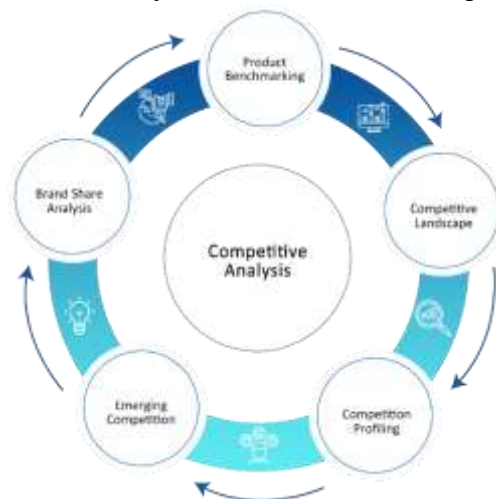 Product
Benchmarking
Competitive
Landscape
Competition
Profiling
Emerging
Competition
Brand Share
Analysis
Competitive
Analysis